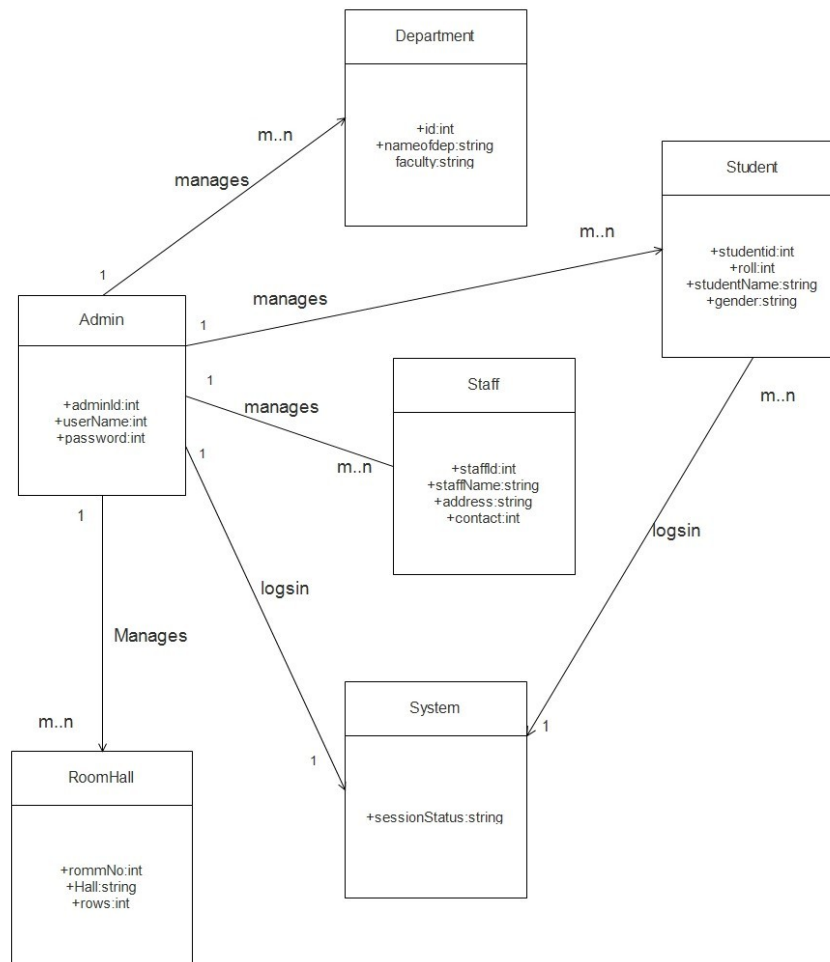 Department
+id:int
+nameofdep:string
faculty:string
m..n
manages
1
Student
+studentid:int
+roll:int
+studentName:string
+gender:string
m..n
manages
1
Admin
+adminId:int
+userName:int
+password:int
1
manages
m..n
Staff
+staffId:int
+staffName:string
+address:string
+contact:int
1
logsin
1
m..n
logsin
1
1
Manages
m..n
System
+sessionStatus:string
RoomHall
+rommNo:int
+Hall:string
+rows:int